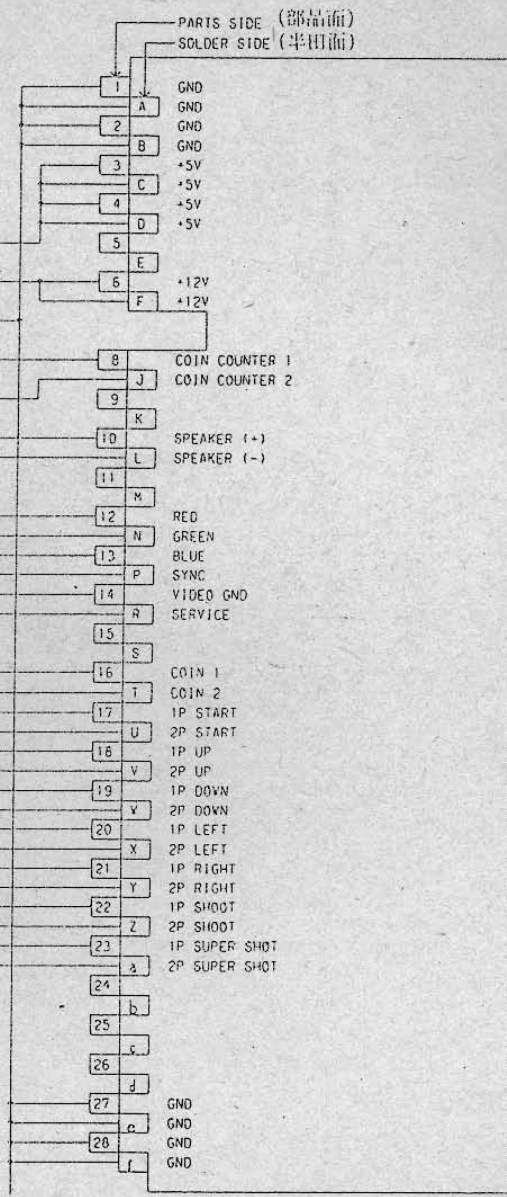 PARTS SIDE (部品面)
SOLDER SIDE (半田面)
1 GND
A GND
2 GND
B GND
3 +5V
C +5V
4 +5V
D +5V
5
E
6 +12V
F +12V
8 COIN COUNTER 1
J COIN COUNTER 2
9
K
10 SPEAKER (+)
L SPEAKER (-)
11
M
12 RED
N GREEN
13 BLUE
P SYNC
14 VIDEO GND
R SERVICE
15
S
16 COIN 1
T COIN 2
17 1P START
U 2P START
18 1P UP
V 2P UP
19 1P DOWN
W 2P DOWN
20 1P LEFT
X 2P LEFT
21 1P RIGHT
Y 2P RIGHT
22 1P SHOOT
Z 2P SHOOT
23 1P SUPER SHOT
a 2P SUPER SHOT
24
b
25
c
26
d
27 GND
e GND
28 GND
f GND